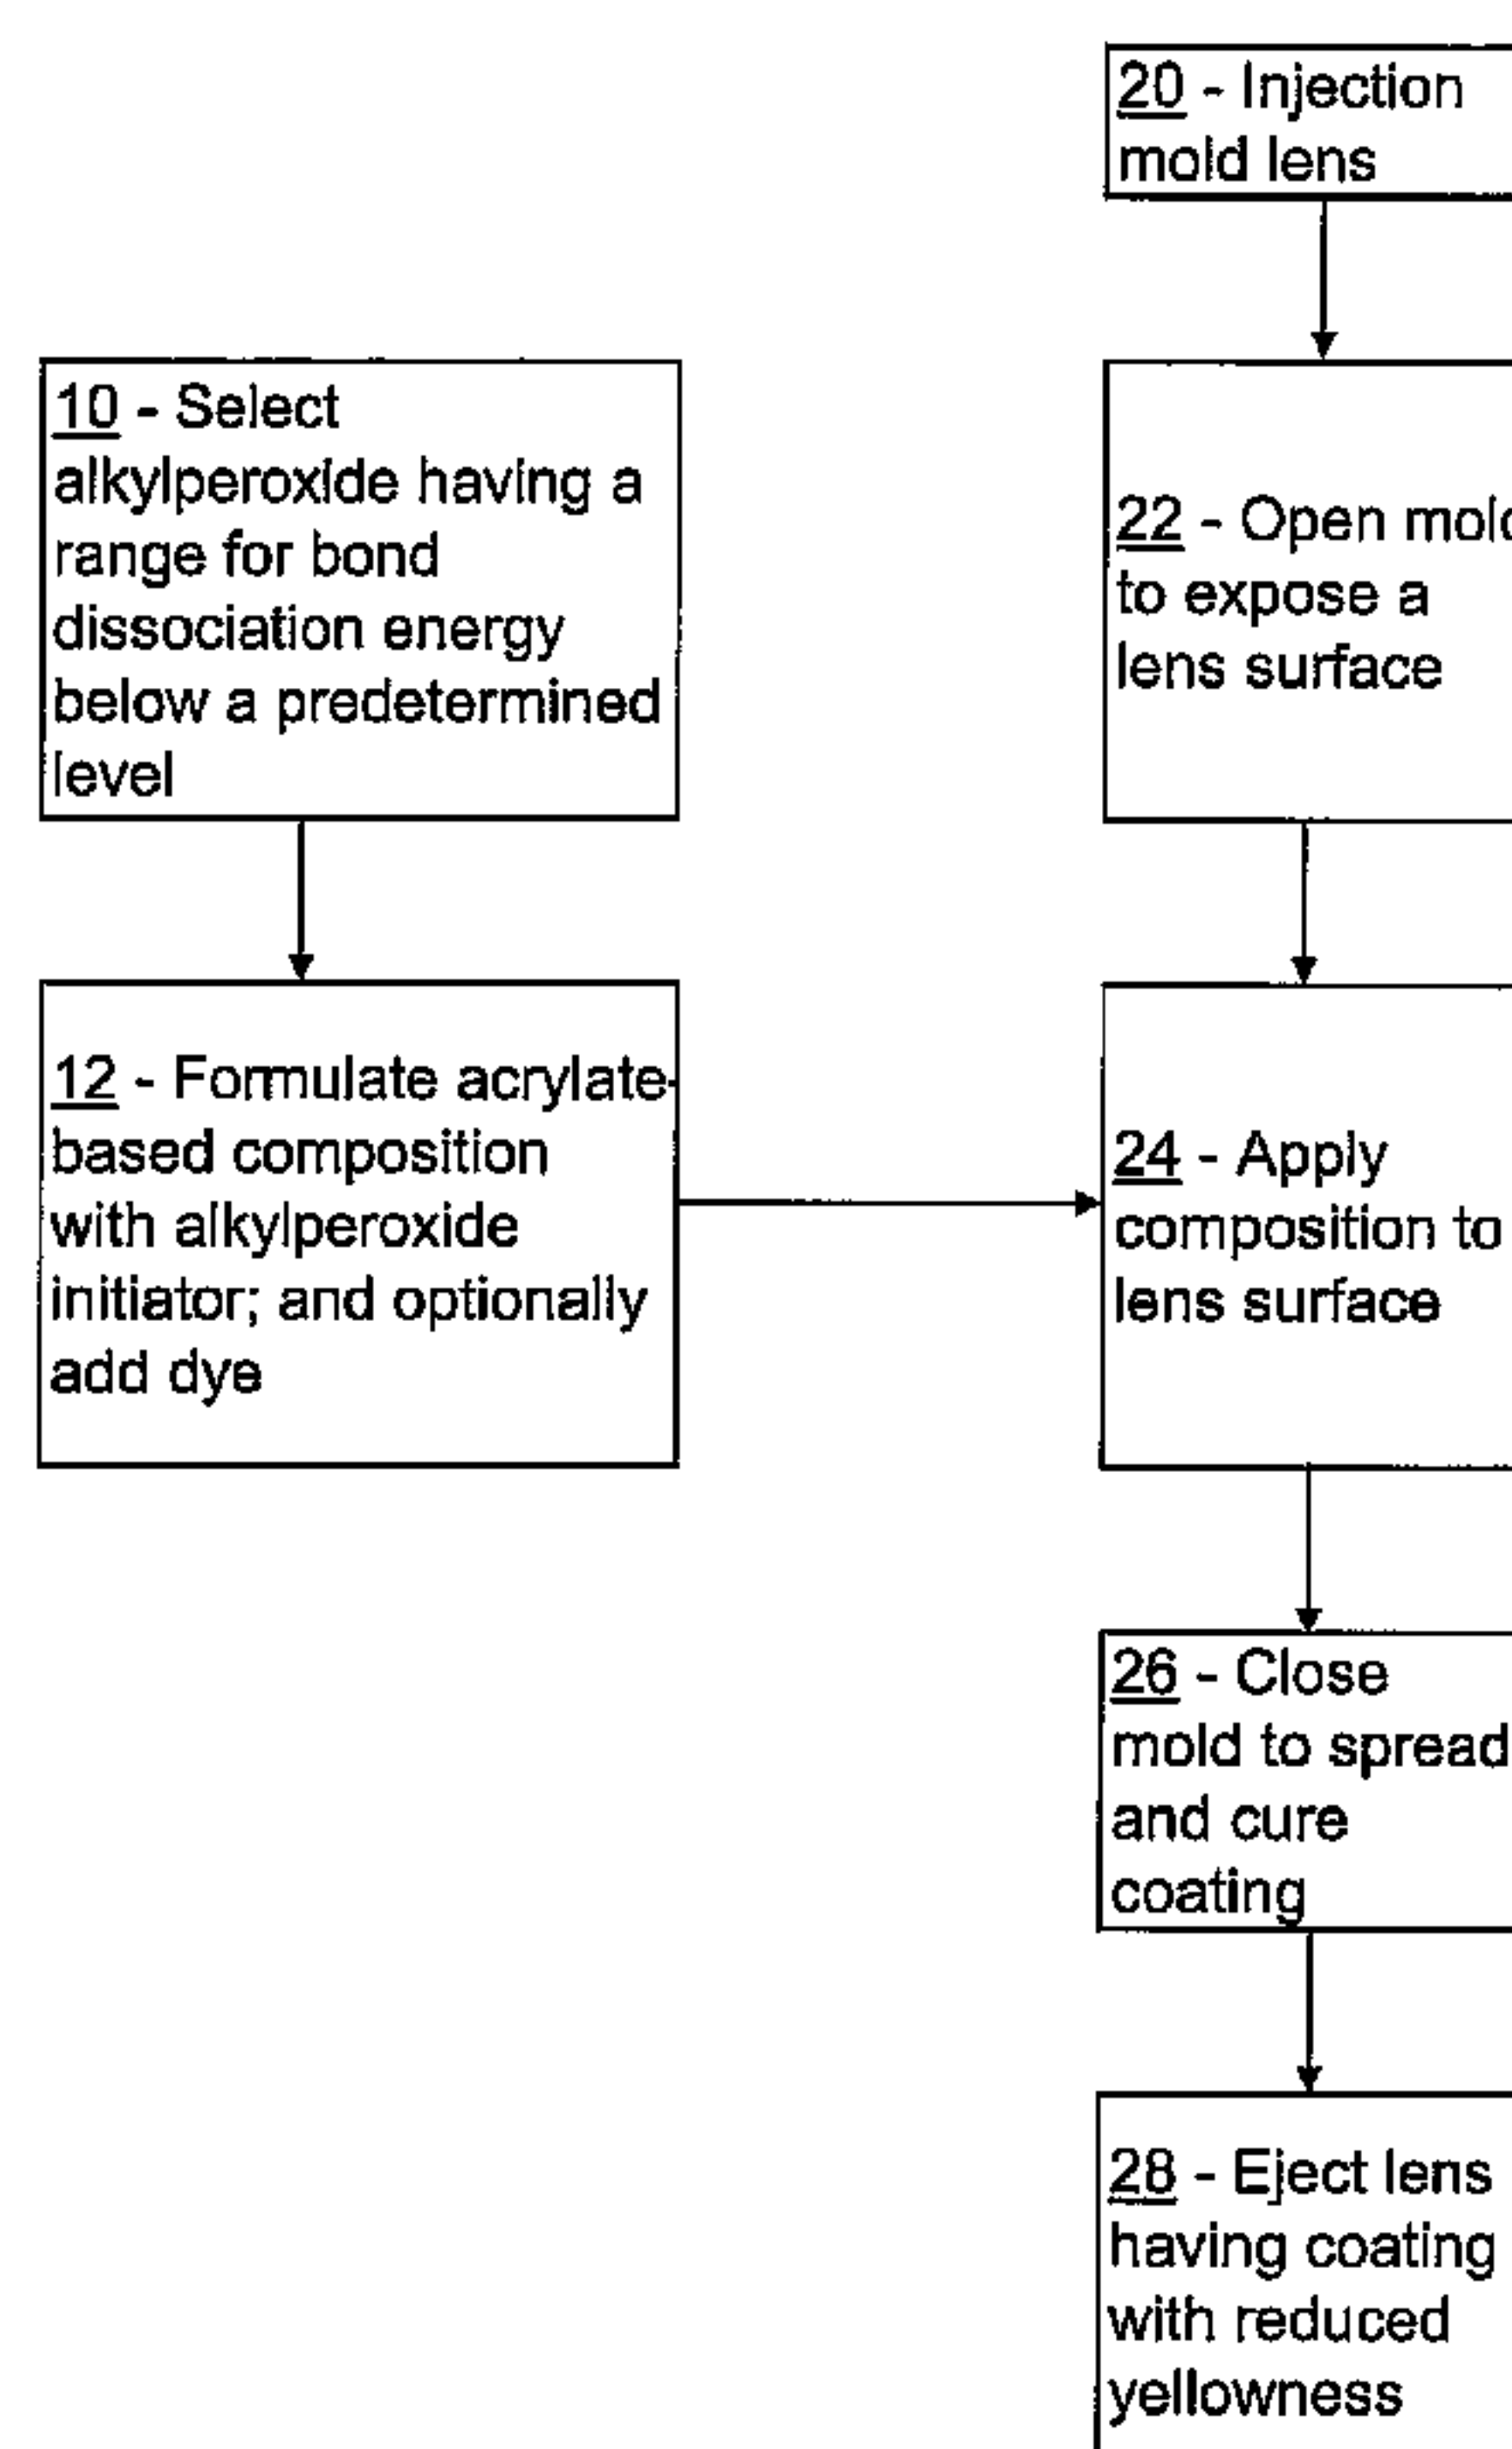 20 - Injection
mold lens
10 - Select
alkylperoxide having a
range for bond
dissociation energy
below a predetermined
level
22 - Open mold
to expose a
lens surface
12 - Formulate acrylate-
based composition
with alkylperoxide
initiator; and optionally
add dye
24 - Apply
composition to
lens surface
26 - Close
mold to spread
and cure
coating
28 - Eject lens
having coating
with reduced
yellowness